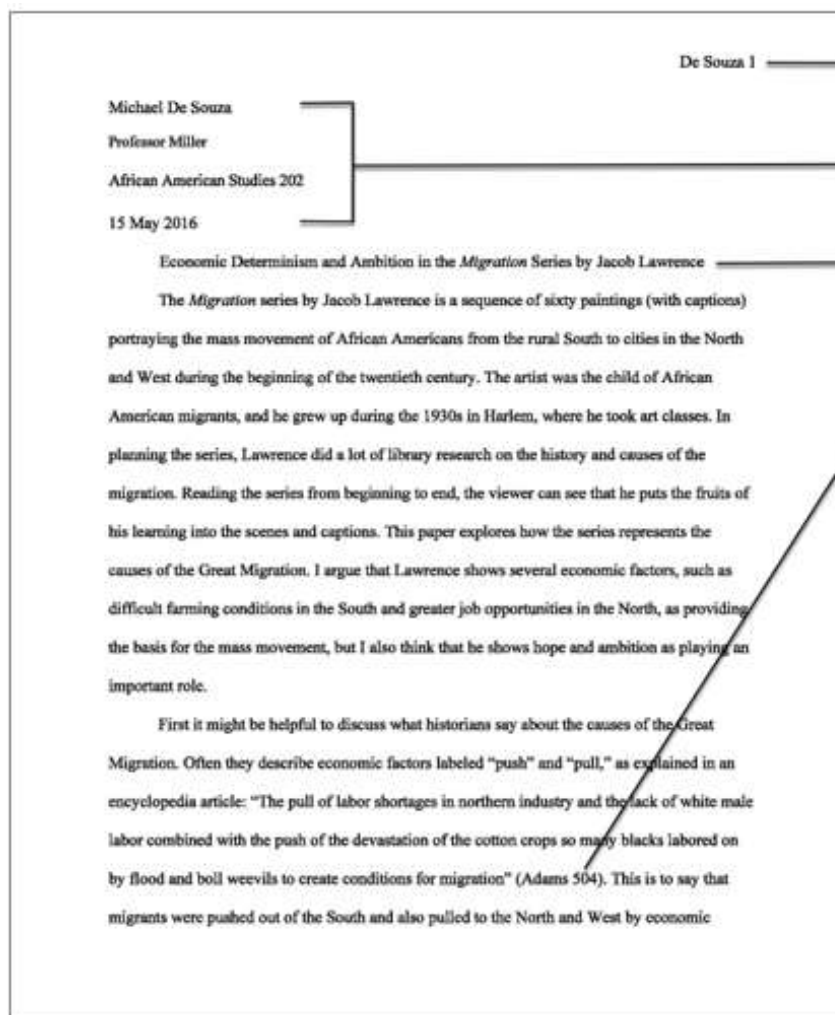 De Souza 1
Michael De Souza
Professor Miller
African American Studies 202
15 May 2016
Economic Determinism and Ambition in the Migration Series by Jacob Lawrence
The Migration series by Jacob Lawrence is a sequence of sixty paintings (with captions)
portraying the mass movement of African Americans from the rural South to cities in the North
and West during the beginning of the twentieth century. The artist was the child of African
American migrants, and he grew up during the 1930s in Harlem, where he took art classes. In
planning the series, Lawrence did a lot of library research on the history and causes of the
migration. Reading the series from beginning to end, the viewer can see that he puts the fruits of
his learning into the scenes and captions. This paper explores how the series represents the
causes of the Great Migration. I argue that Lawrence shows several economic factors, such as
difficult farming conditions in the South and greater job opportunities in the North, as providing
the basis for the mass movement, but I also think that he shows hope and ambition as playing an
important role.
First it might be helpful to discuss what historians say about the causes of the Great
Migration. Often they describe economic factors labeled “push” and “pull,” as explained in an
encyclopedia article: “The pull of labor shortages in northern industry and the lack of white male
labor combined with the push of the devastation of the cotton crops so many blacks labored on
by flood and boll weevils to create conditions for migration” (Adams 504). This is to say that
migrants were pushed out of the South and also pulled to the North and West by economic